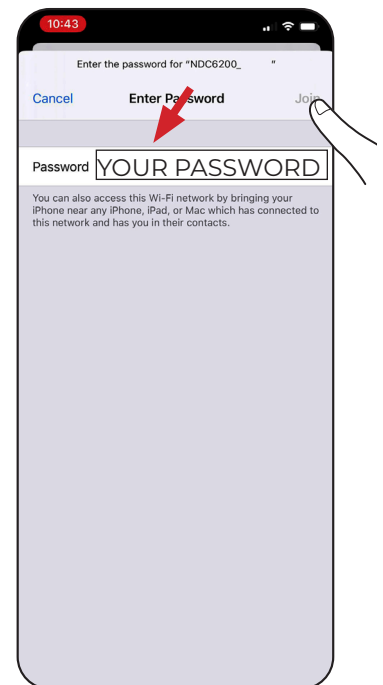 10:43
Enter the password for “NDC6200_ ”
Cancel Enter Password Join
Password YOUR PASSWORD
You can also access this Wi-Fi network by bringing your
iPhone near any iPhone, iPad, or Mac which has connected to
this network and has you in their contacts.